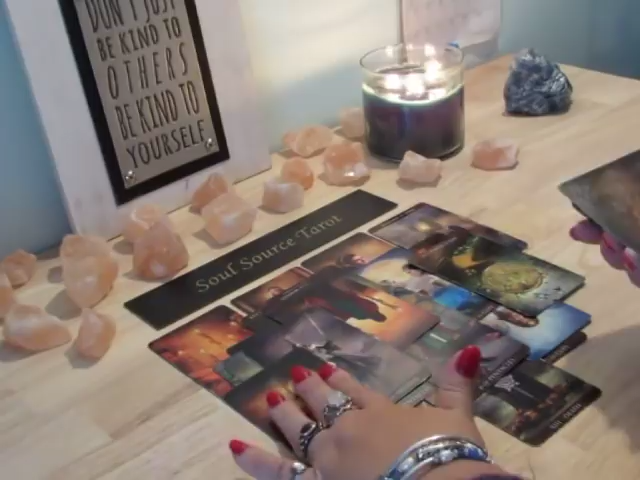 DON'T JUST
BE KIND TO
OTHERS
BE KIND TO
YOURSELF
Soul Source Tarot